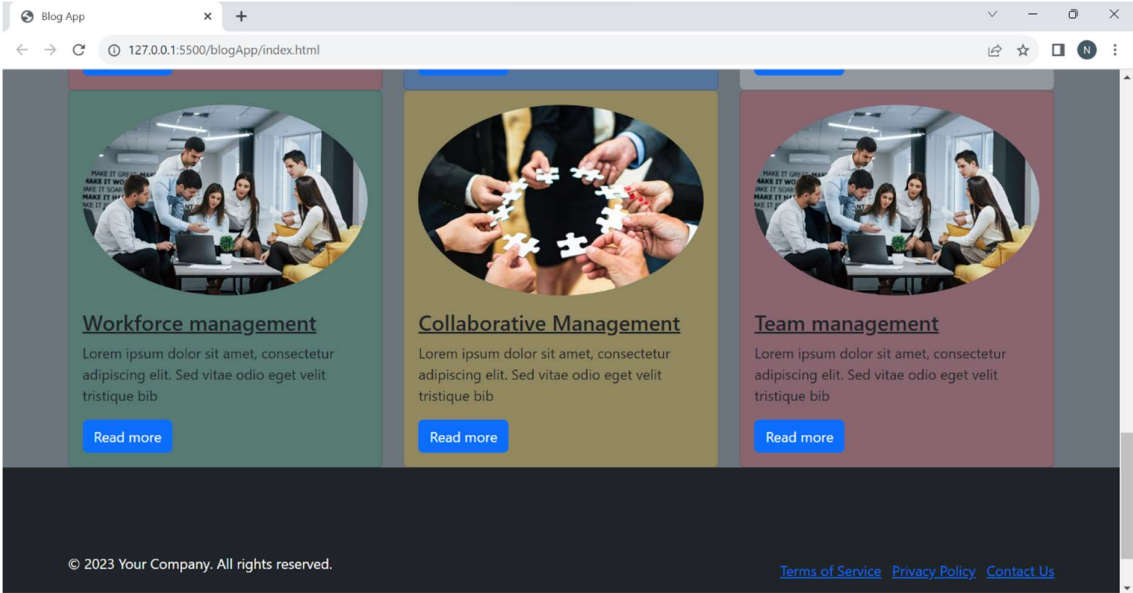 Blog App
127.0.0.1:5500/blogApp/index.html
N
Workforce management
Lorem ipsum dolor sit amet, consectetur
adipiscing elit. Sed vitae odio eget velit
tristique bib
Read more
Collaborative Management
Lorem ipsum dolor sit amet, consectetur
adipiscing elit. Sed vitae odio eget velit
tristique bib
Read more
Team management
Lorem ipsum dolor sit amet, consectetur
adipiscing elit. Sed vitae odio eget velit
tristique bib
Read more
© 2023 Your Company. All rights reserved.
Terms of Service Privacy Policy Contact Us